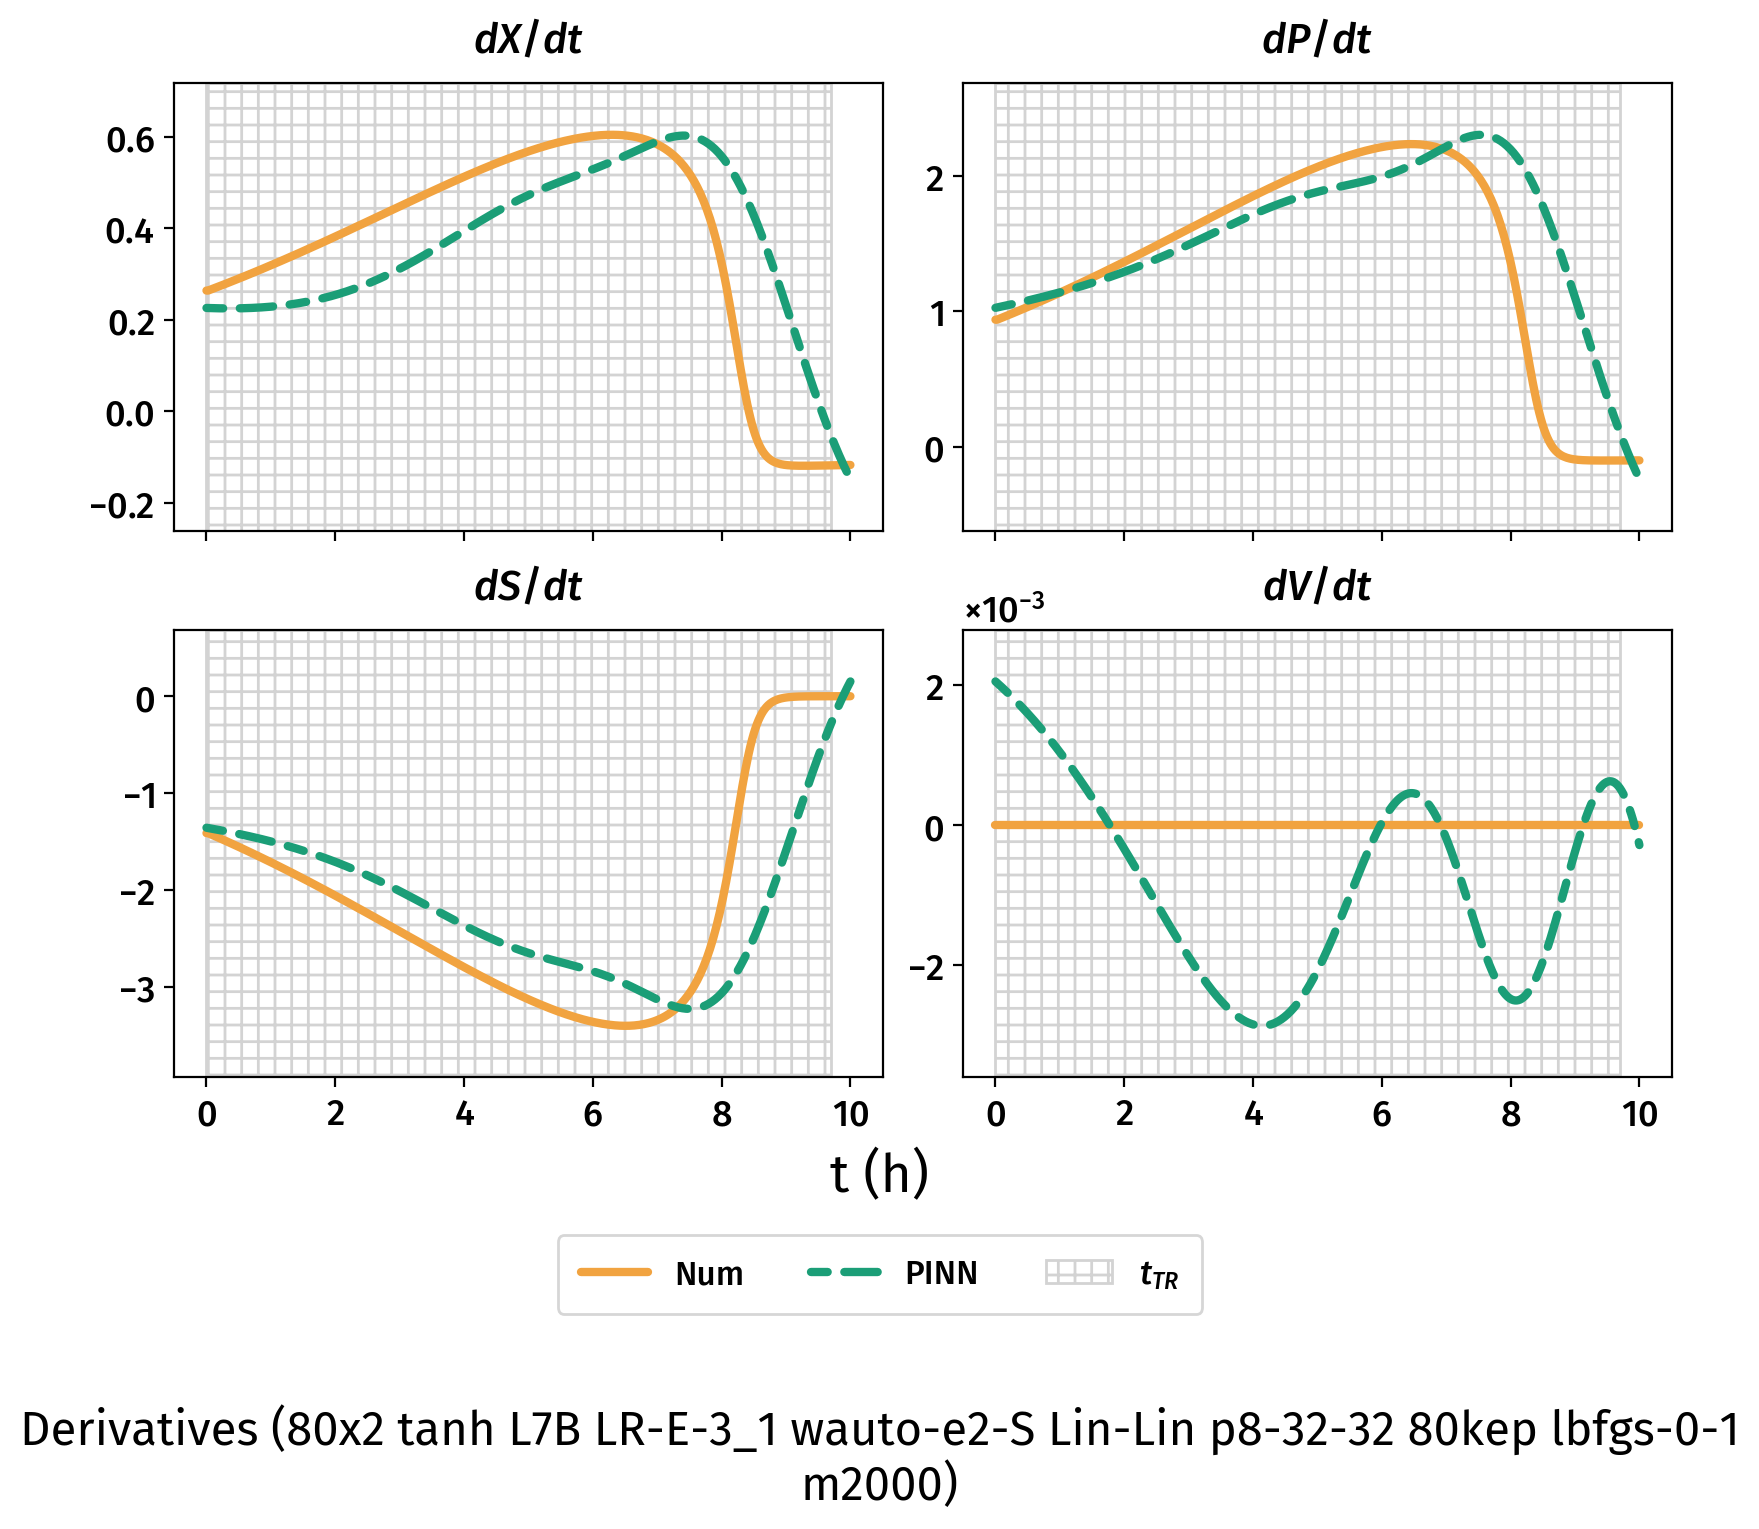 dX/dt
dP/dt
0.6
0.4
0.2
0.0
−0.2
2
1
0
dS/dt
dV/dt
×10⁻³
0
−1
−2
−3
2
0
−2
0 2 4 6 8 10
0 2 4 6 8 10
t (h)
Num PINN t_TR
Derivatives (80x2 tanh L7B LR-E-3_1 wauto-e2-S Lin-Lin p8-32-32 80kep lbfgs-0-1
m2000)